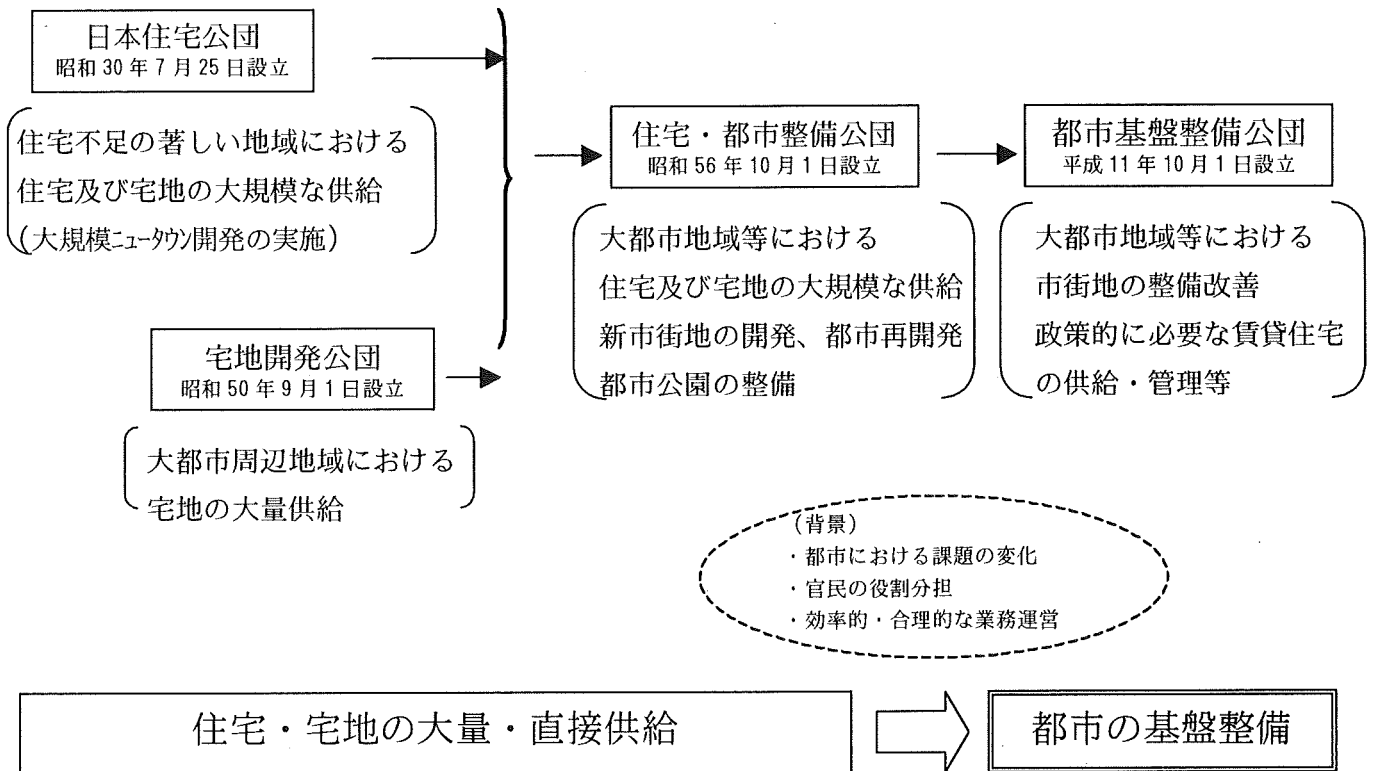 日本住宅公団
昭和30年7月25日設立
住宅不足の著しい地域における
住宅及び宅地の大規模な供給
(大規模ニュータウン開発の実施)
宅地開発公団
昭和50年9月1日設立
大都市周辺地域における
宅地の大量供給
住宅・都市整備公団
昭和56年10月1日設立
大都市地域等における
住宅及び宅地の大規模な供給
新市街地の開発、都市再開発
都市公園の整備
都市基盤整備公団
平成11年10月1日設立
大都市地域等における
市街地の整備改善
政策的に必要な賃貸住宅
の供給・管理等
(背景)
・都市における課題の変化
・官民の役割分担
・効率的・合理的な業務運営
住宅・宅地の大量・直接供給
都市の基盤整備